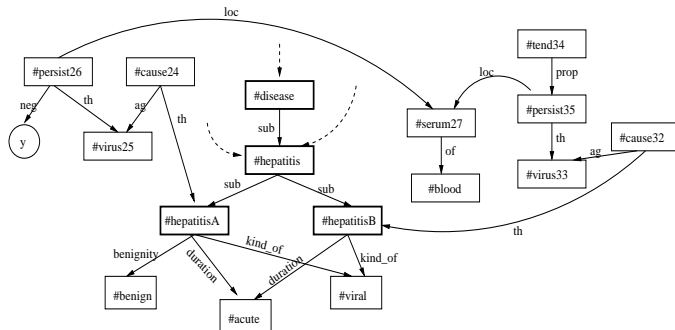 loc
#tend34
#persist26
#cause24
loc
prop
#disease
#persist35
neg
th
ag
th
sub
#serum27
th
#cause32
y
#virus25
#hepatitis
of
ag
#blood
#virus33
sub
sub
#hepatitisA
#hepatitisB
th
benignity
duration
kind_of
duration
kind_of
#benign
#viral
#acute